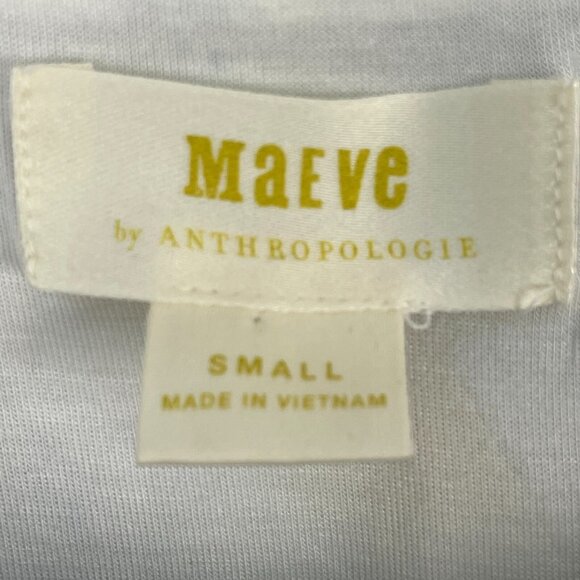 MaEve
by ANTHROPOLOGIE
SMALL
MADE IN VIETNAM